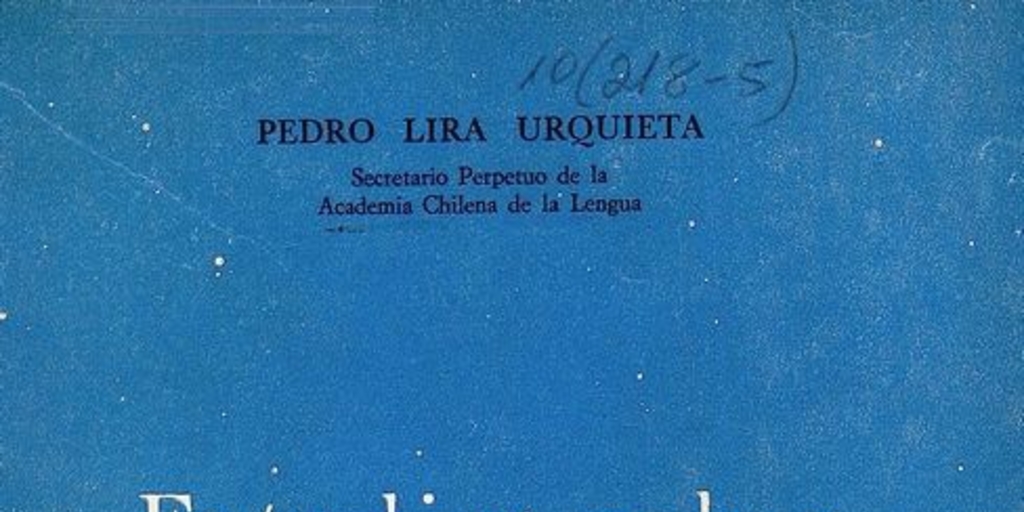 10(218-5)
PEDRO LIRA URQUIETA
Secretario Perpetuo de la
Academia Chilena de la Lengua